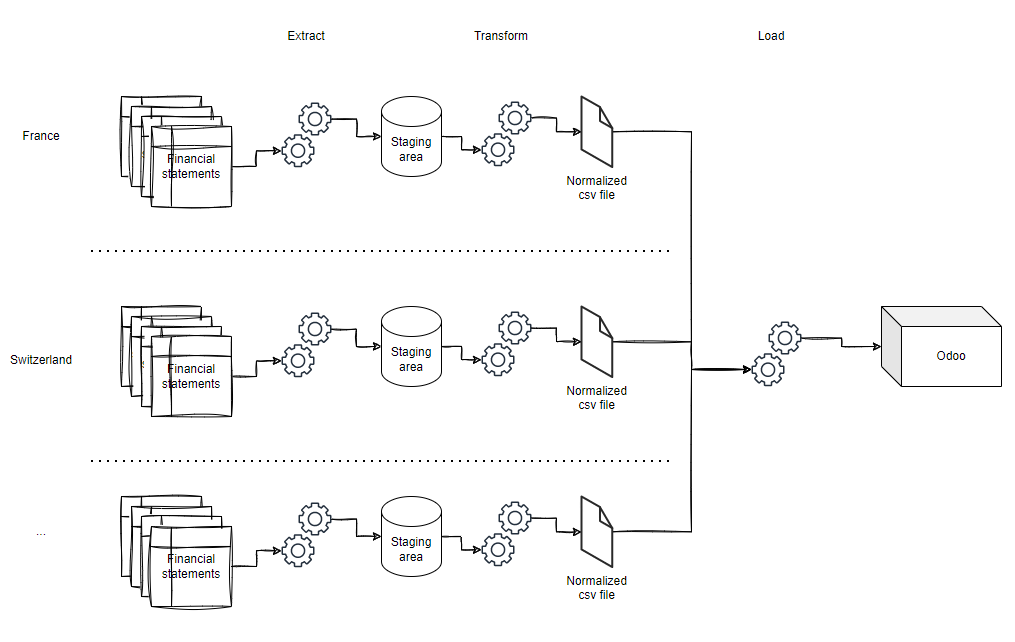 Extract
Transform
Load
France
Financial
statements
Staging
area
Normalized
csv file
Switzerland
Financial
statements
Staging
area
Normalized
csv file
Odoo
...
Financial
statements
Staging
area
Normalized
csv file